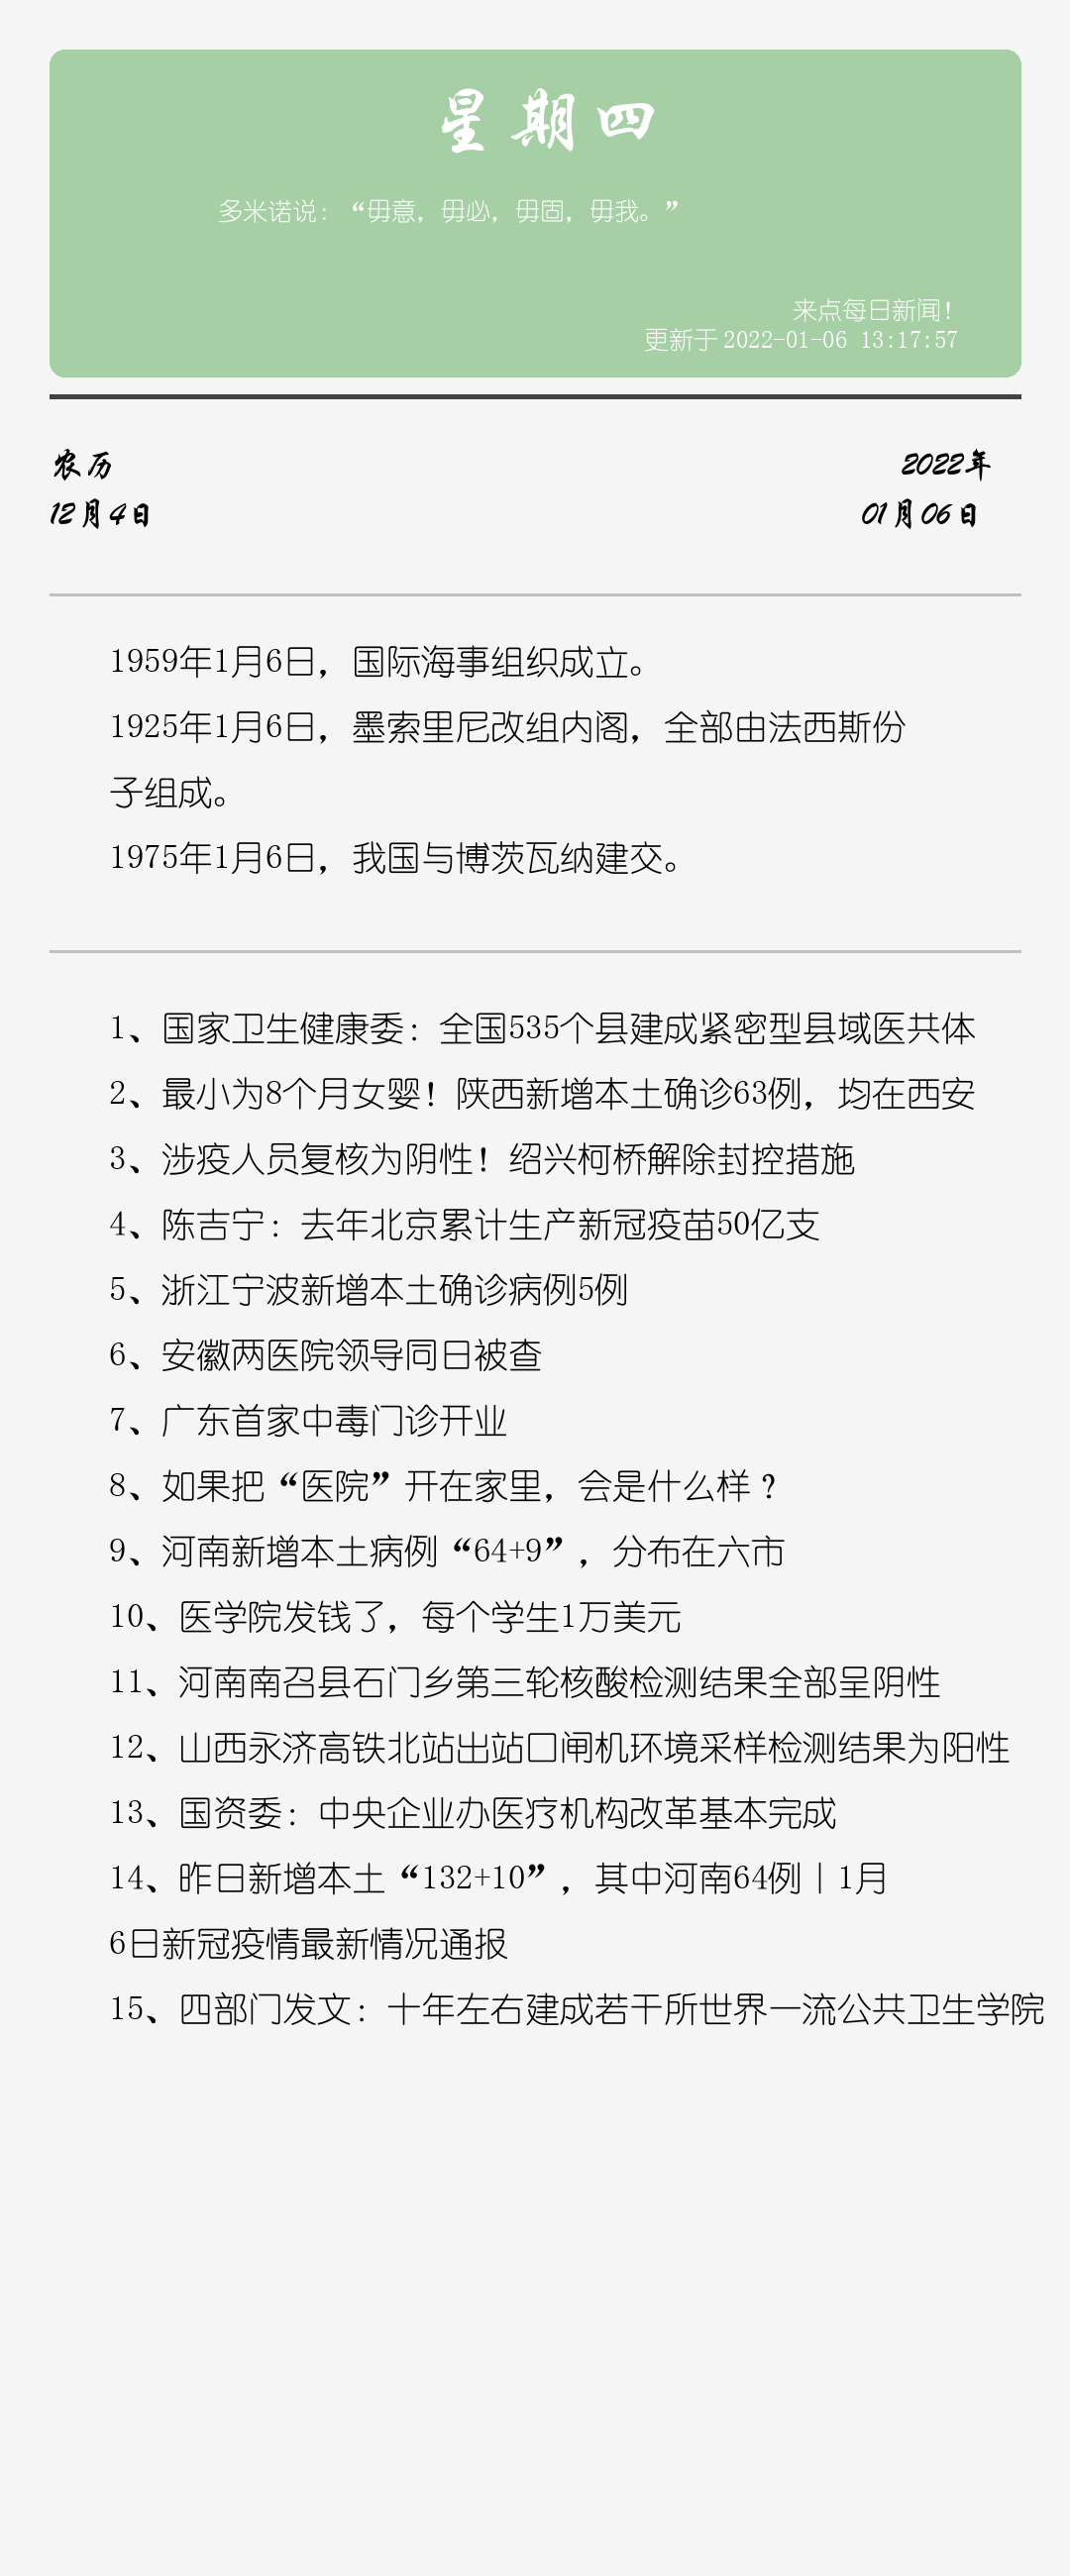 星期四
多米诺说：“毋意，毋必，毋固，毋我。”
来点每日新闻！
更新于 2022-01-06 13:17:57
农历
2022年
12月4日
01月06日
1959年1月6日，国际海事组织成立。
1925年1月6日，墨索里尼改组内阁，全部由法西斯份
子组成。
1975年1月6日，我国与博茨瓦纳建交。
1、国家卫生健康委：全国535个县建成紧密型县域医共体
2、最小为8个月女婴！陕西新增本土确诊63例，均在西安
3、涉疫人员复核为阴性！绍兴柯桥解除封控措施
4、陈吉宁：去年北京累计生产新冠疫苗50亿支
5、浙江宁波新增本土确诊病例5例
6、安徽两医院领导同日被查
7、广东首家中毒门诊开业
8、如果把“医院”开在家里，会是什么样？
9、河南新增本土病例“64+9”，分布在六市
10、医学院发钱了，每个学生1万美元
11、河南南召县石门乡第三轮核酸检测结果全部呈阴性
12、山西永济高铁北站出站口闸机环境采样检测结果为阳性
13、国资委：中央企业办医疗机构改革基本完成
14、昨日新增本土“132+10”，其中河南64例丨1月
6日新冠疫情最新情况通报
15、四部门发文：十年左右建成若干所世界一流公共卫生学院